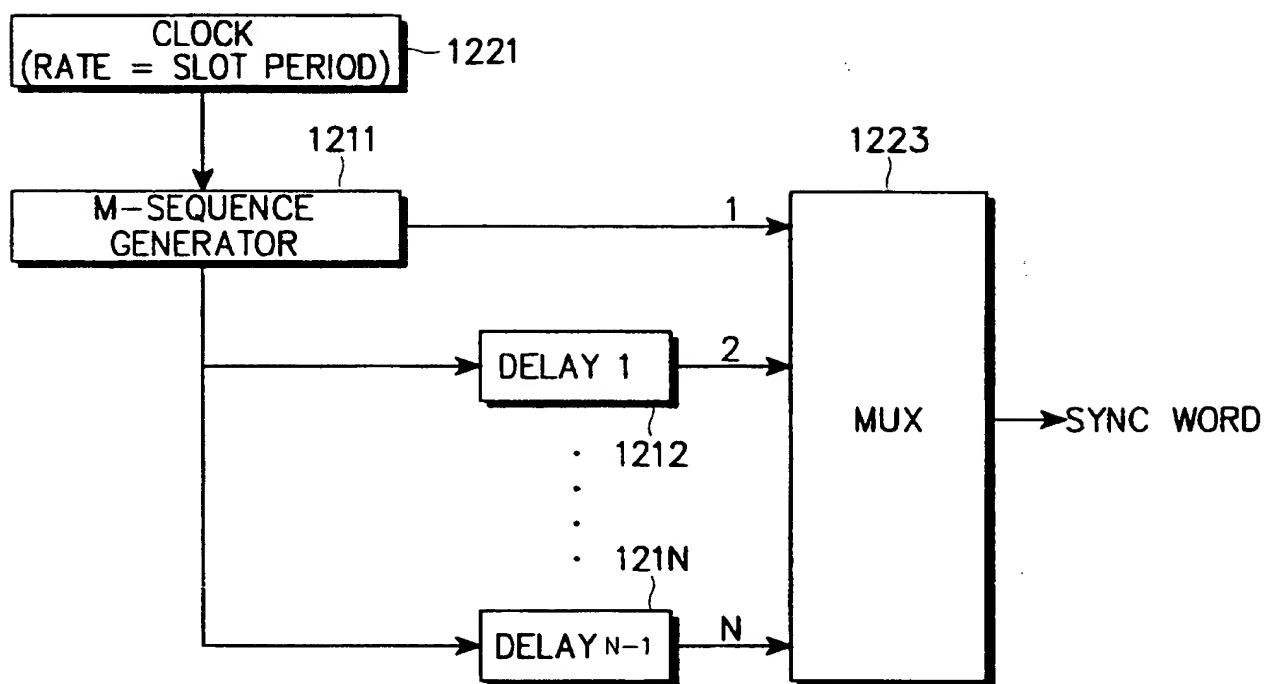 CLOCK
(RATE = SLOT PERIOD)
1221
1211
1223
M-SEQUENCE
GENERATOR
1
DELAY 1
2
1212
MUX
SYNC WORD
121N
DELAY N-1
N